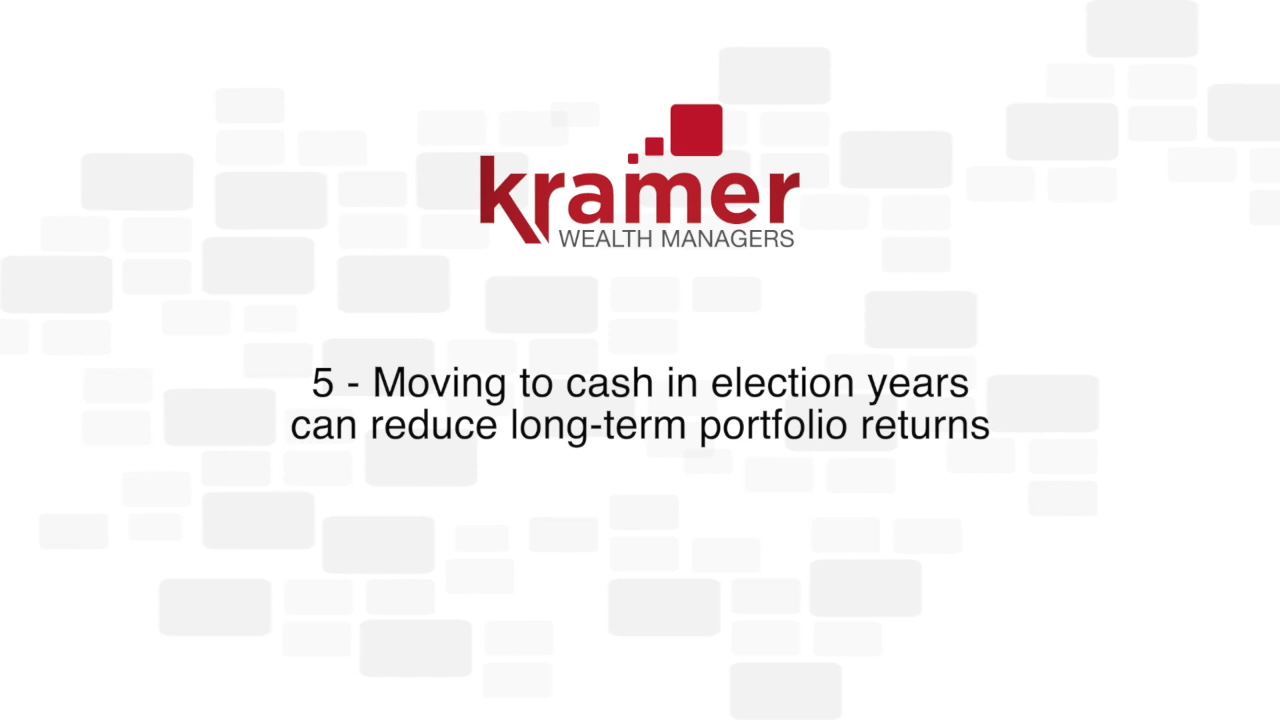 kramer
WEALTH MANAGERS
5 - Moving to cash in election years
can reduce long-term portfolio returns